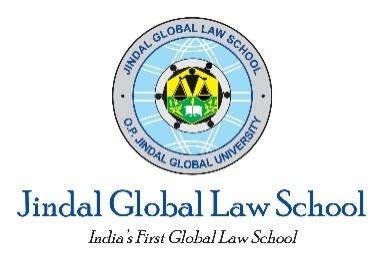 JINDAL GLOBAL LAW SCHOOL
O.P. JINDAL GLOBAL UNIVERSITY
Jindal Global Law School
India's First Global Law School